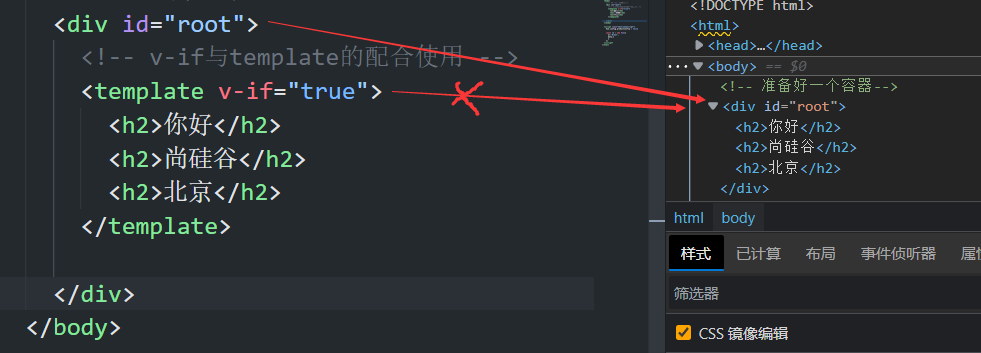 <div id="root">
<!-- v-if与template的配合使用 -->
<template v-if="true">
<h2>你好</h2>
<h2>尚硅谷</h2>
<h2>北京</h2>
</template>
</div>
</body>
<!DOCTYPE html>
<html>
<head>…</head>
<body> == $0
<!-- 准备好一个容器-->
<div id="root">
<h2>你好</h2>
<h2>尚硅谷</h2>
<h2>北京</h2>
</div>
html body
样式 已计算 布局 事件侦听器
筛选器
CSS 镜像编辑